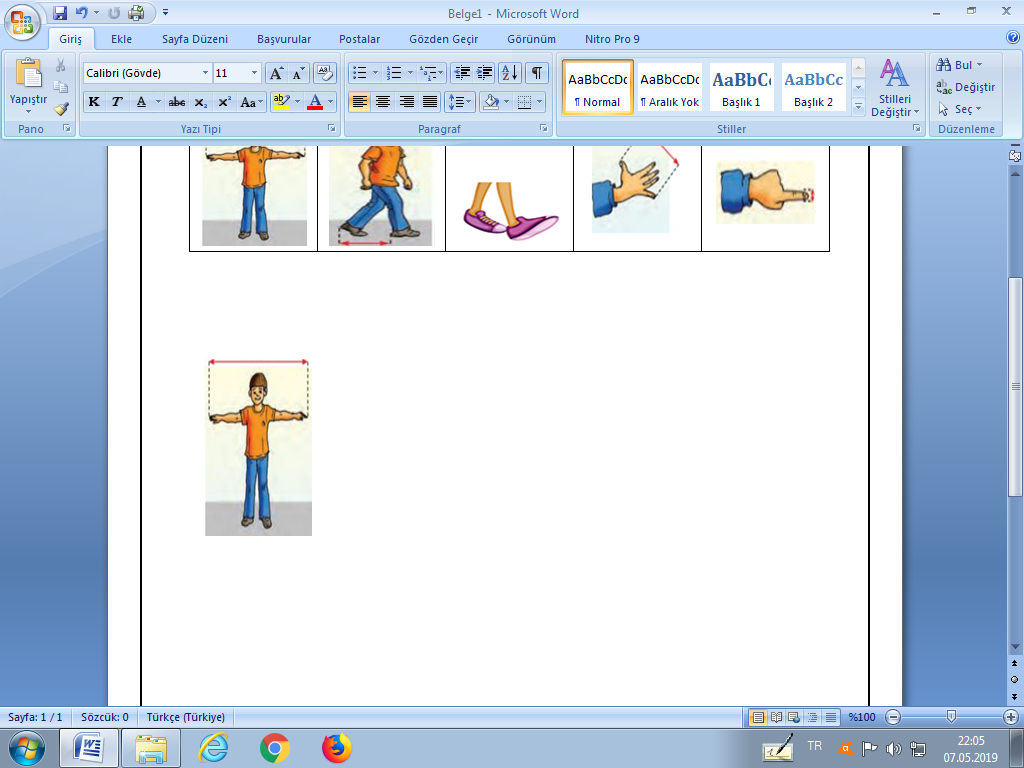 Belge1 - Microsoft Word
Giriş Ekle Sayfa Düzeni Başvurular Postalar Gözden Geçir Görünüm Nitro Pro 9
Yapıştır
Pano
Calibri (Gövde) 11
K T A abc x₂ x² Aa
Yazı Tipi
Paragraf
AaBbCcDc AaBbCcDc AaBbC AaBbCc
¶ Normal ¶ Aralık Yok Başlık 1 Başlık 2
Stilleri
Değiştir
Stiller
Bul
Değiştir
Seç
Düzenleme
Sayfa: 1 / 1 Sözcük: 0 Türkçe (Türkiye) %100
TR
22:05
07.05.2019